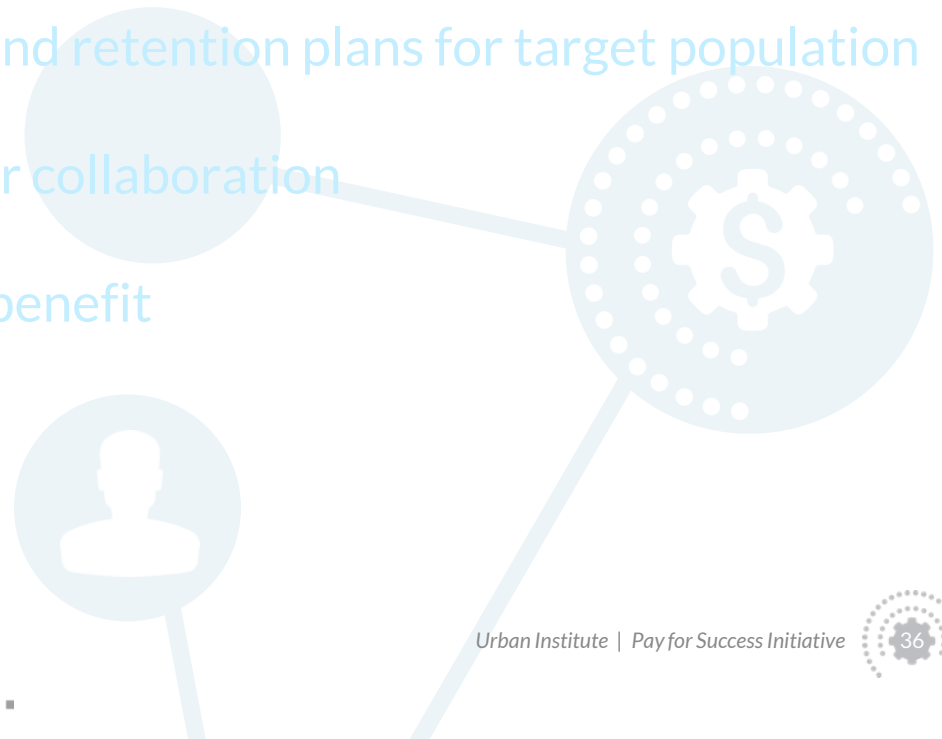 nd retention plans for target population
r collaboration
benefit
$
Urban Institute | Pay for Success Initiative
36